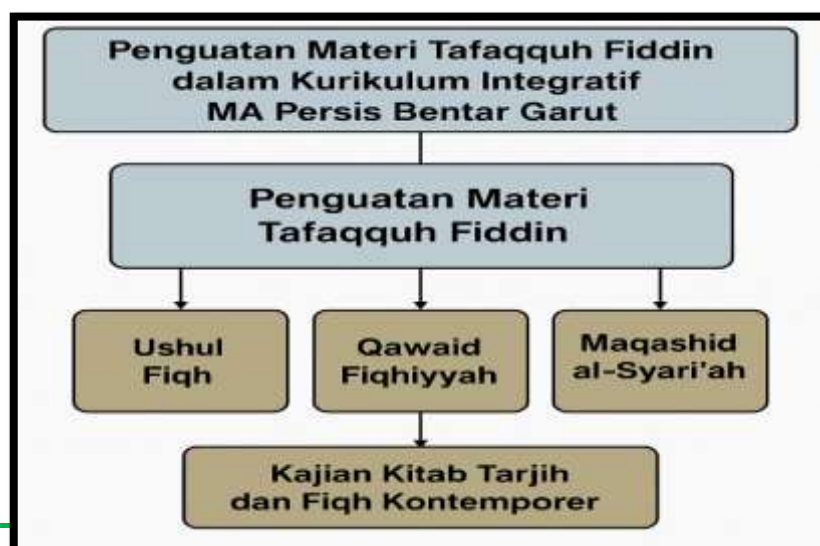 Penguatan Materi Tafaqquh Fiddin
dalam Kurikulum Integratif
MA Persis Bentar Garut
Penguatan Materi
Tafaqquh Fiddin
Ushul
Fiqh
Qawaid
Fiqhiyyah
Maqashid
al-Syari'ah
Kajian Kitab Tarjih
dan Fiqh Kontemporer